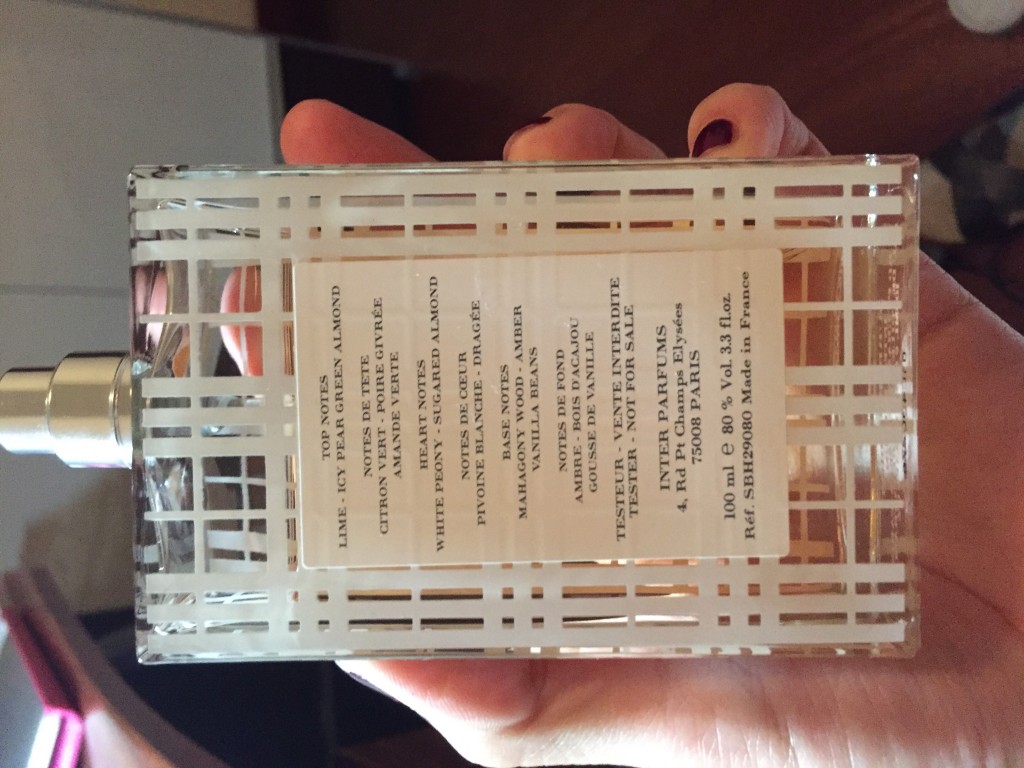 TOP NOTES
LIME - ICY PEAR GREEN ALMOND
NOTES DE TETE
CITRON VERT - POIRE GIVRÉE
AMANDE VERTE
HEART NOTES
WHITE PEONY - SUGARED ALMOND
NOTES DE CŒUR
PIVOINE BLANCHE - DRAGÉE
BASE NOTES
MAHAGONY WOOD - AMBER
VANILLA BEANS
NOTES DE FOND
AMBRE - BOIS D'ACAJOU
GOUSSE DE VANILLE
TESTEUR - VENTE INTERDITE
TESTER - NOT FOR SALE
INTER PARFUMS
4, Rd Pt Champs Elysées
75008 PARIS
100 ml e 80 % Vol. 3.3 fl.oz.
Réf. SBH29080 Made in France